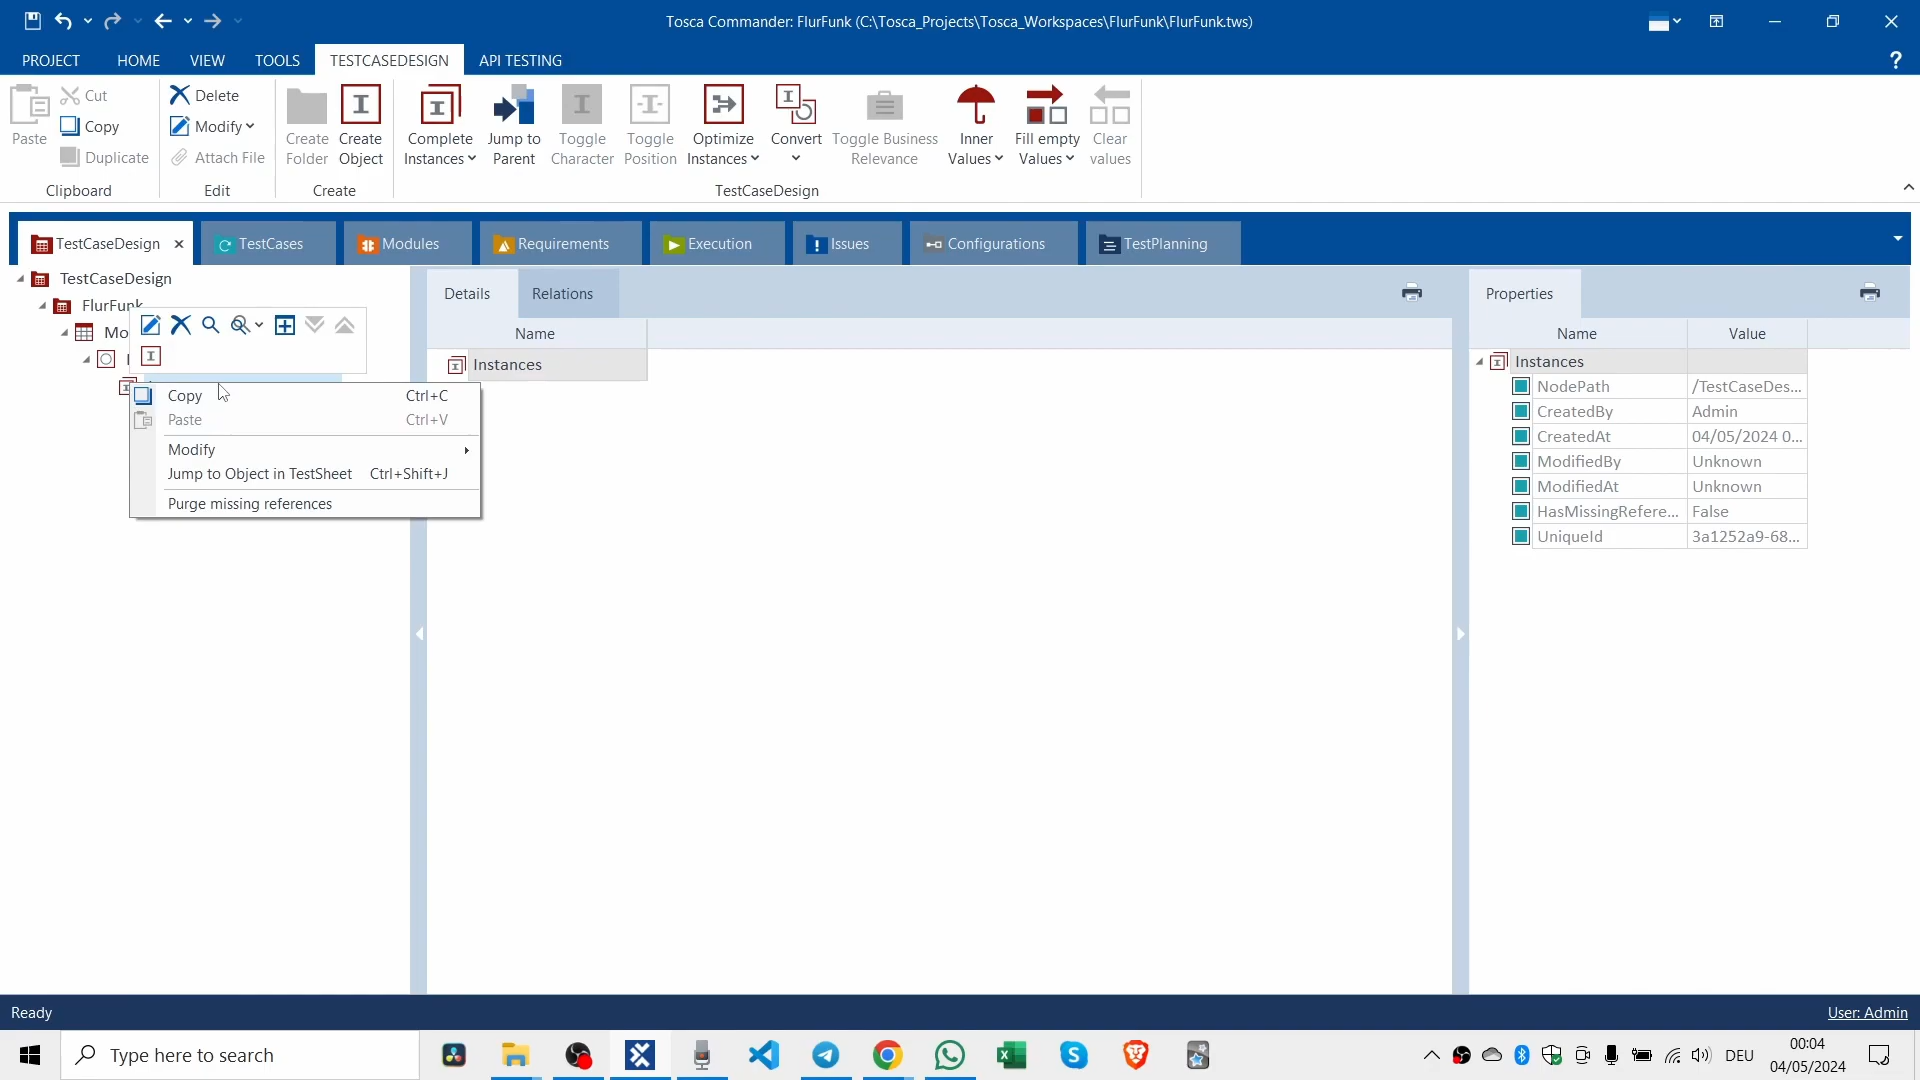 Tosca Commander: FlurFunk (C:\Tosca_Projects\Tosca_Workspaces\FlurFunk\FlurFunk.tws)
PROJECT HOME VIEW TOOLS TESTCASEDESIGN API TESTING ?
Paste
Cut
Copy
Duplicate
Clipboard
Delete
Modify
Attach File
Edit
Create Folder
Create Object
Create
Complete Instances
Jump to Parent
Toggle Character
Toggle Position
Optimize Instances
Convert
Toggle Business Relevance
Inner Values
Fill empty Values
Clear values
TestCaseDesign
TestCaseDesign TestCases Modules Requirements Execution Issues Configurations TestPlanning
TestCaseDesign
FlurFunk
Copy Ctrl+C
Paste Ctrl+V
Modify
Jump to Object in TestSheet Ctrl+Shift+J
Purge missing references
Details Relations
Name
Instances
Properties
Name Value
Instances
NodePath /TestCaseDes...
CreatedBy Admin
CreatedAt 04/05/2024 0...
ModifiedBy Unknown
ModifiedAt Unknown
HasMissingRefere... False
UniqueId 3a1252a9-68...
Ready User: Admin
Type here to search
DEU
00:04
04/05/2024